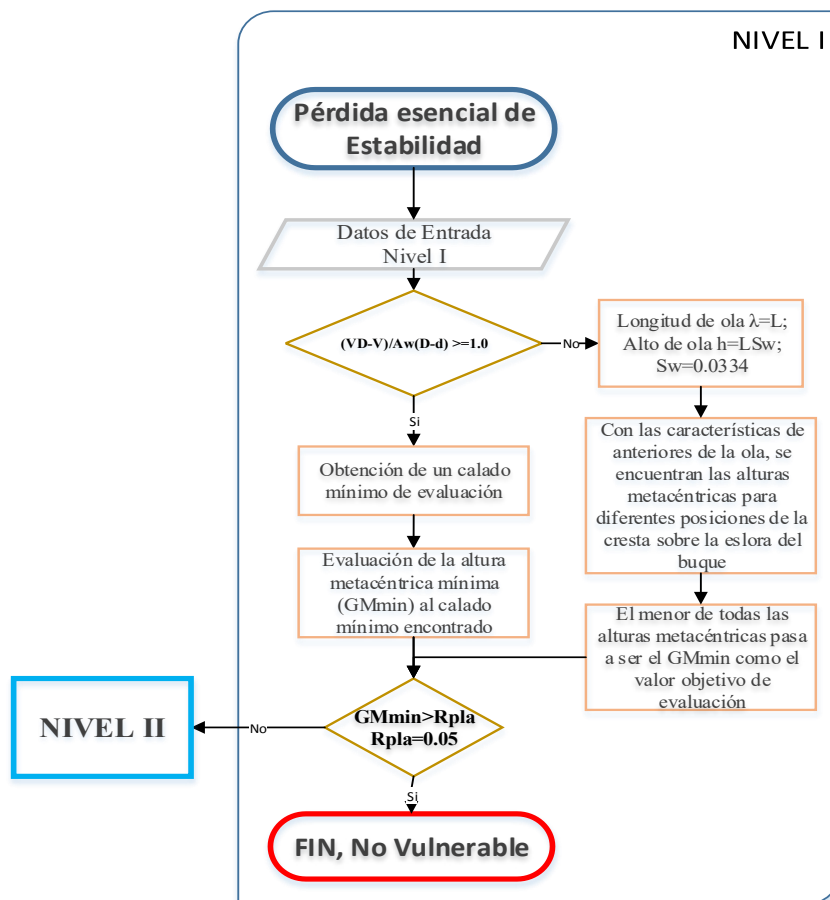 NIVEL I
Pérdida esencial de
Estabilidad
Datos de Entrada
Nivel I
(VD-V)/Aw(D-d) >=1.0
No
Longitud de ola λ=L;
Alto de ola h=LSw;
Sw=0.0334
Si
Con las características de
anteriores de la ola, se
encuentran las alturas
metacéntricas para
diferentes posiciones de la
cresta sobre la eslora del
buque
Obtención de un calado
mínimo de evaluación
Evaluación de la altura
metacéntrica mínima
(GMmin) al calado
mínimo encontrado
El menor de todas las
alturas metacéntricas pasa
a ser el GMmin como el
valor objetivo de
evaluación
GMmin>Rpla
Rpla=0.05
No
NIVEL II
Si
FIN, No Vulnerable